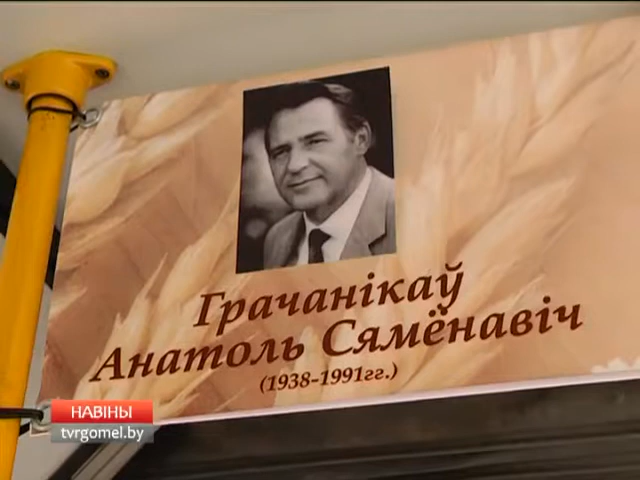 Грачанікаў
Анатоль Сямёнавіч
(1938-1991гг.)
НАВІНЫ
tvrgomel.by